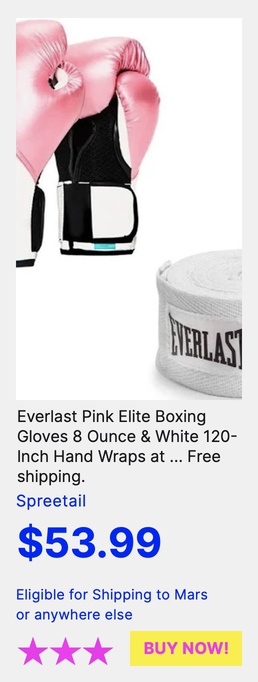 EVERLAST
Everlast Pink Elite Boxing
Gloves 8 Ounce & White 120-
Inch Hand Wraps at ... Free
shipping.
Spreetail
$53.99
Eligible for Shipping to Mars
or anywhere else
BUY NOW!